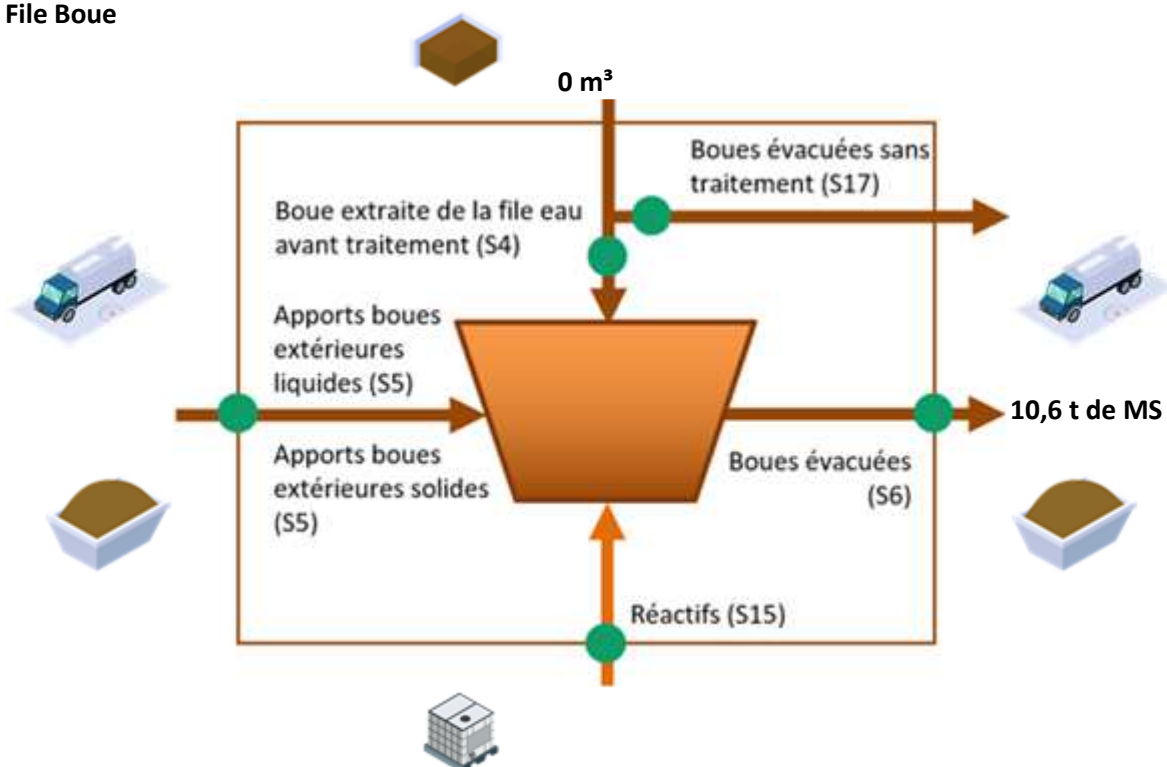 File Boue
0 m³
Boues évacuées sans
traitement (S17)
Boue extraite de la file eau
avant traitement (S4)
Apports boues
extérieures
liquides (S5)
10,6 t de MS
Apports boues
extérieures solides
(S5)
Boues évacuées
(S6)
Réactifs (S15)